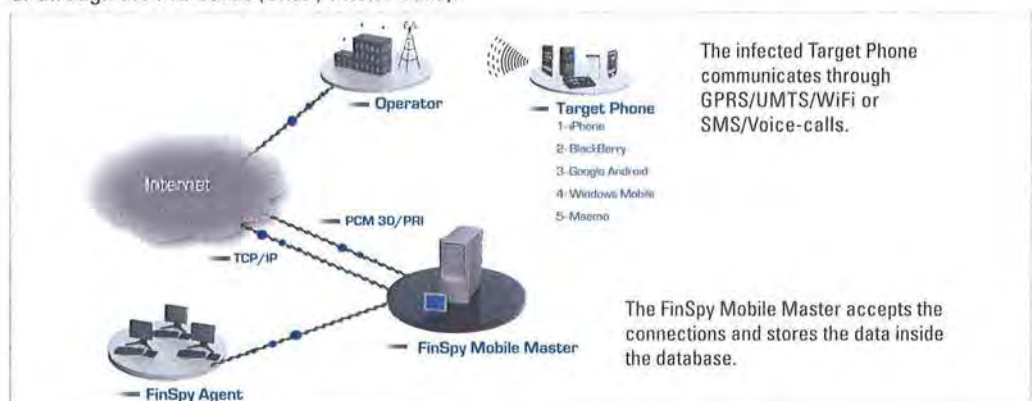 The infected Target Phone
communicates through
GPRS/UMTS/WiFi or
SMS/Voice-calls.
Operator
Target Phone
1- iPhone
2- BlackBerry
3- Google Android
4- Windows Mobile
5- Maemo
Internet
PCM 30/PRI
TCP/IP
The FinSpy Mobile Master accepts the
connections and stores the data inside
the database.
FinSpy Mobile Master
FinSpy Agent